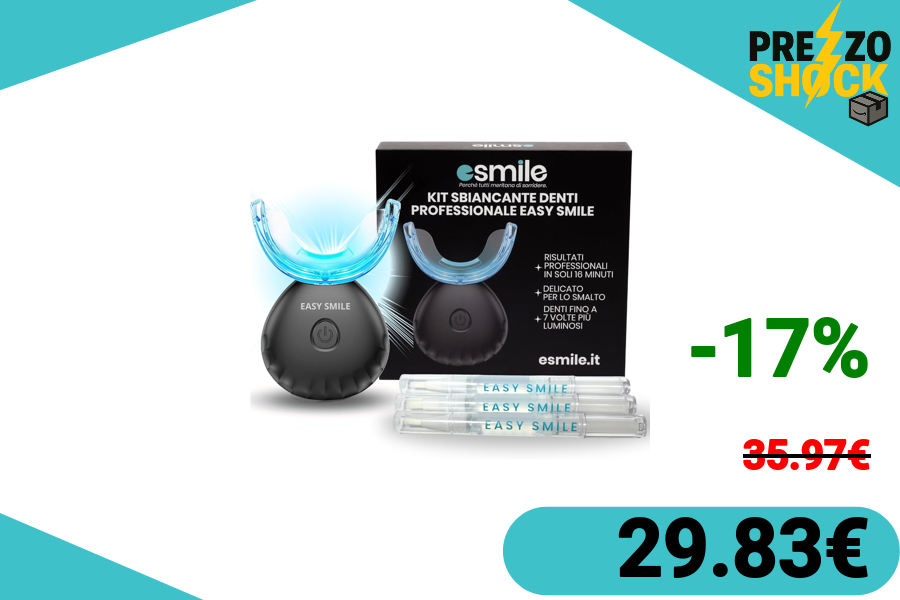 PREZZO
SHOCK
esmile
esmile
Perché tutti meritano di sorridere.
KIT SBIANCANTE DENTI
PROFESSIONALE EASY SMILE
RISULTATI
PROFESSIONALI
IN SOLI 16 MINUTI
DELICATO
PER LO SMALTO
DENTI FINO A
7 VOLTE PIÙ
LUMINOSI
EASY SMILE
esmile.it
EASY SMILE
EASY SMILE
EASY SMILE
-17%
35.97€
29.83€